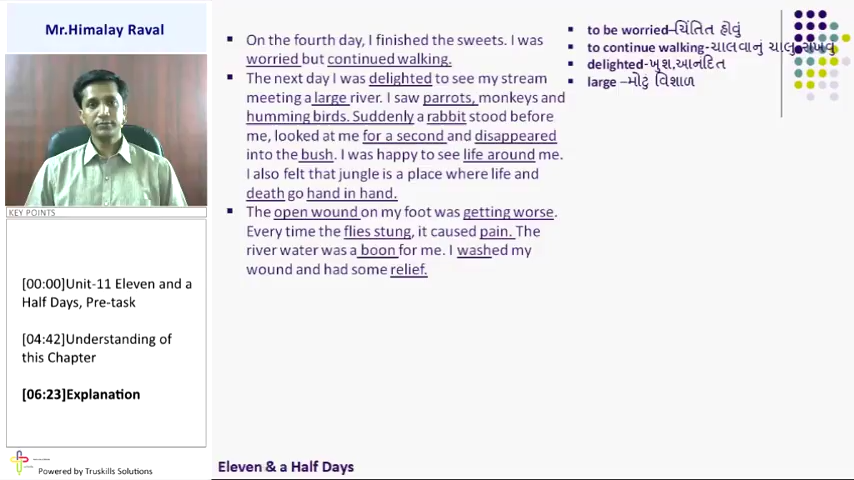 Mr.Himalay Raval
KEY POINTS
[00:00]Unit-11 Eleven and a
Half Days, Pre-task
[04:42]Understanding of
this Chapter
[06:23]Explanation
Powered by Truskills Solutions
On the fourth day, I finished the sweets. I was
worried but continued walking.
The next day I was delighted to see my stream
meeting a large river. I saw parrots, monkeys and
humming birds. Suddenly a rabbit stood before
me, looked at me for a second and disappeared
into the bush. I was happy to see life around me.
I also felt that jungle is a place where life and
death go hand in hand.
The open wound on my foot was getting worse.
Every time the flies stung, it caused pain. The
river water was a boon for me. I washed my
wound and had some relief.
to be worried–ચિંતિત હોવું
to continue walking-ચાલવાનું ચાલુ રાખવુ
delighted-ખુશ,આનંદિત
large –મોટુ વિશાળ
Eleven & a Half Days